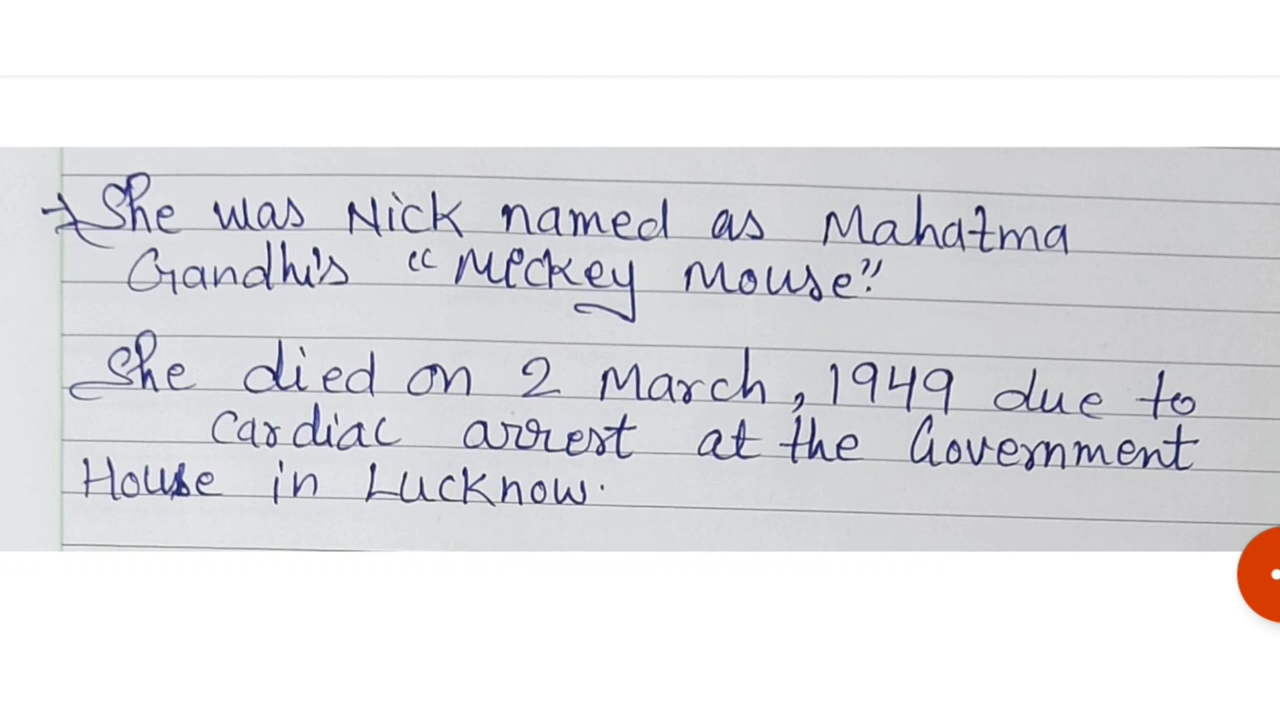 → She was Nick named as Mahatma
Gandhi's "Mickey Mouse"
She died on 2 March, 1949 due to
cardiac arrest at the Government
House in Lucknow.